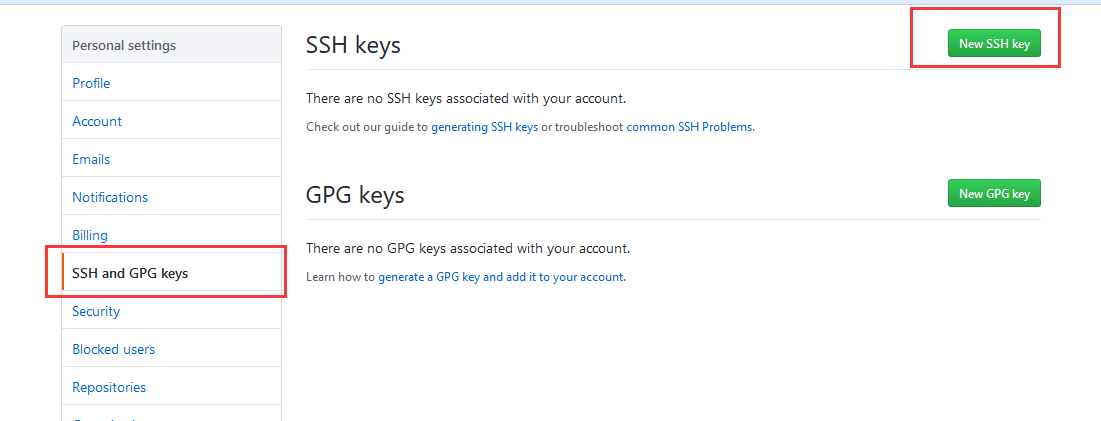 Personal settings
Profile
Account
Emails
Notifications
Billing
SSH and GPG keys
Security
Blocked users
Repositories
SSH keys
New SSH key
There are no SSH keys associated with your account.
Check out our guide to generating SSH keys or troubleshoot common SSH Problems.
GPG keys
New GPG key
There are no GPG keys associated with your account.
Learn how to generate a GPG key and add it to your account.